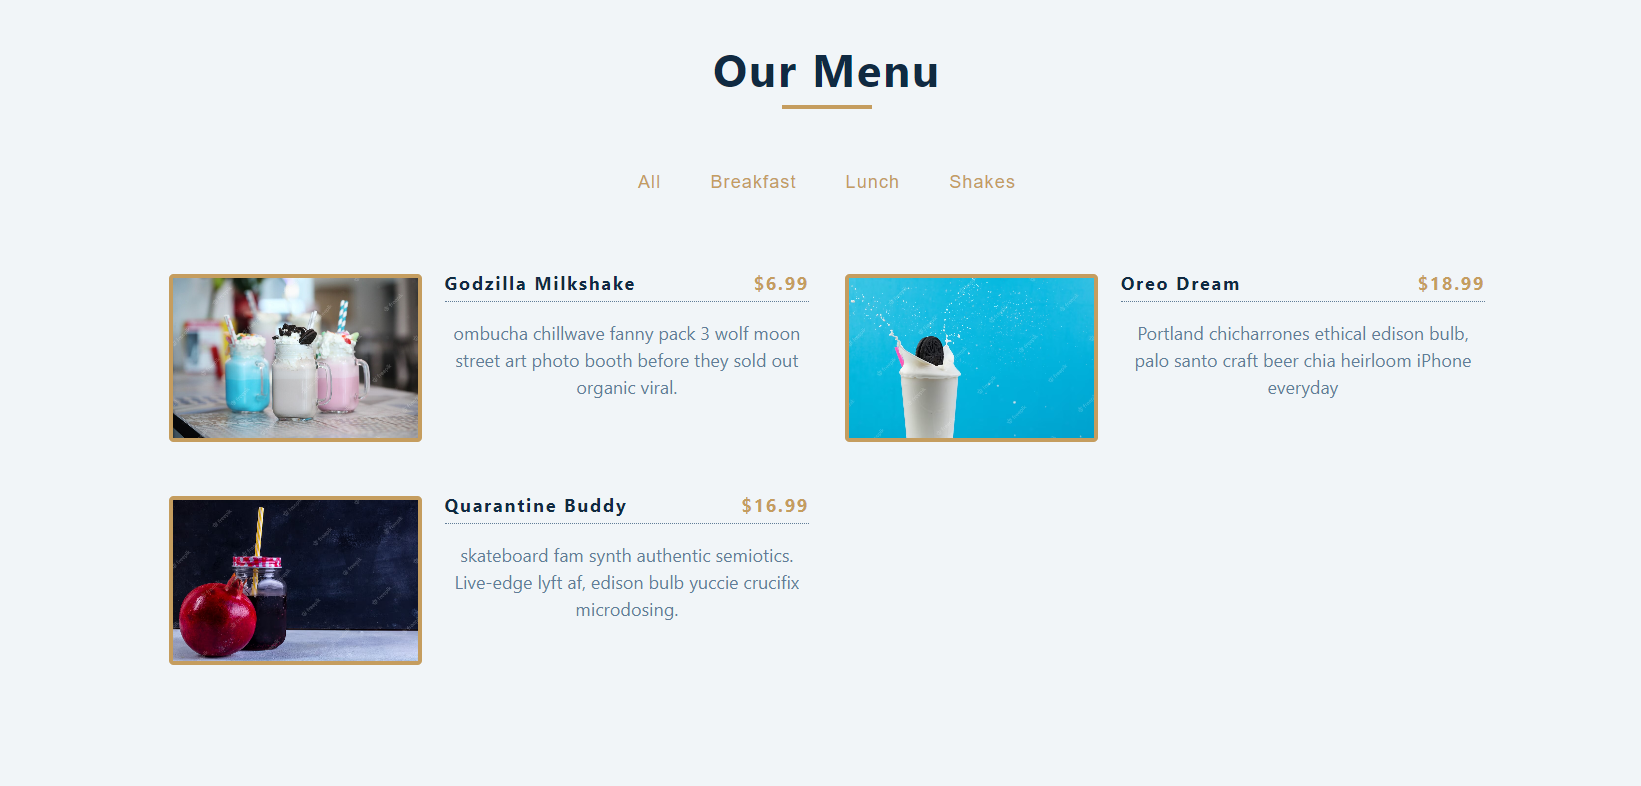 Our Menu
All Breakfast Lunch Shakes
Godzilla Milkshake $6.99
ombucha chillwave fanny pack 3 wolf moon
street art photo booth before they sold out
organic viral.
Oreo Dream $18.99
Portland chicharrones ethical edison bulb,
palo santo craft beer chia heirloom iPhone
everyday
Quarantine Buddy $16.99
skateboard fam synth authentic semiotics.
Live-edge lyft af, edison bulb yuccie crucifix
microdosing.